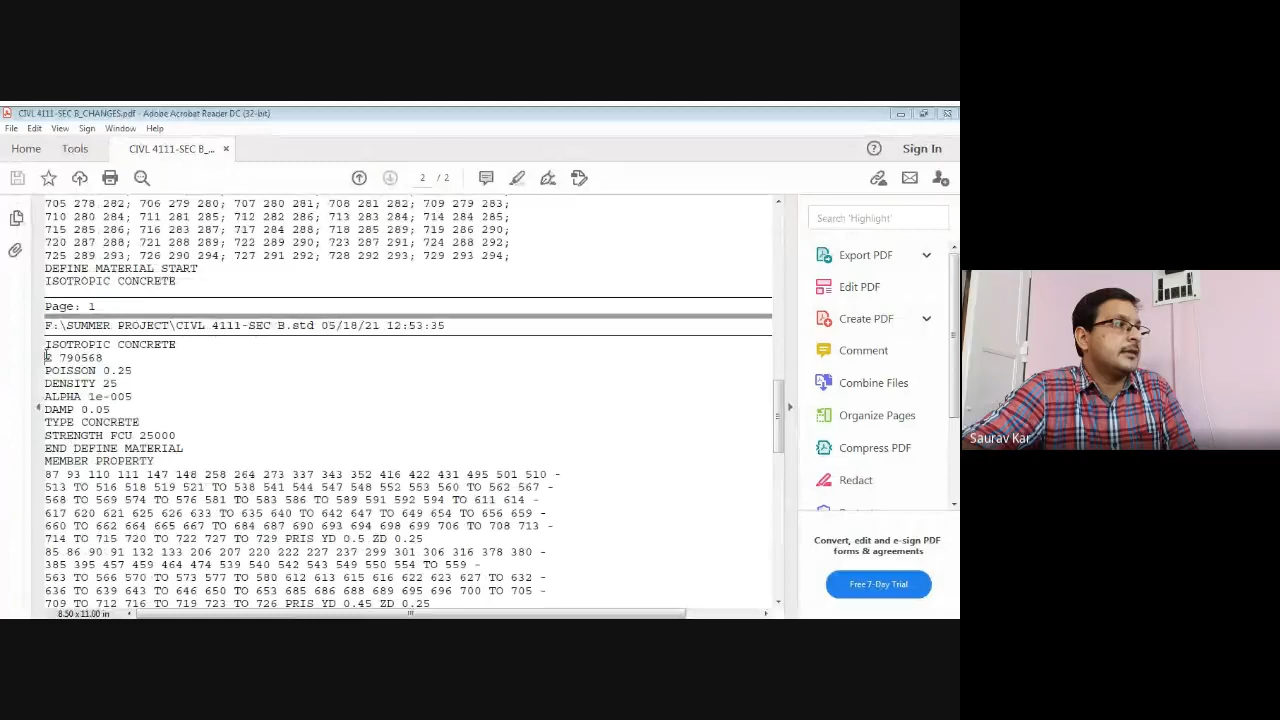 CIVL 4111-SEC B_CHANGES.pdf - Adobe Acrobat Reader DC (32-bit)
File Edit View Sign Window Help
Home Tools CIVL 4111-SEC B_... × Sign In
2 / 2
705 278 282; 706 279 280; 707 280 281; 708 281 282; 709 279 283;
710 280 284; 711 281 285; 712 282 286; 713 283 284; 714 284 285;
715 285 286; 716 283 287; 717 284 288; 718 285 289; 719 286 290;
720 287 288; 721 288 289; 722 289 290; 723 287 291; 724 288 292;
725 289 293; 726 290 294; 727 291 292; 728 292 293; 729 293 294;
DEFINE MATERIAL START
ISOTROPIC CONCRETE
Page: 1
F:\SUMMER PROJECT\CIVL 4111-SEC B.std 05/18/21 12:53:35
ISOTROPIC CONCRETE
E 790568
POISSON 0.25
DENSITY 25
ALPHA 1e-005
DAMP 0.05
TYPE CONCRETE
STRENGTH FCU 25000
END DEFINE MATERIAL
MEMBER PROPERTY
87 93 110 111 147 148 258 264 273 337 343 352 416 422 431 495 501 510 -
513 TO 516 518 519 521 TO 538 541 544 547 548 552 553 560 TO 562 567 -
568 TO 569 574 TO 576 581 TO 583 586 TO 589 591 592 594 TO 611 614 -
617 620 621 625 626 633 TO 635 640 TO 642 647 TO 649 654 TO 656 659 -
660 TO 662 664 665 667 TO 684 687 690 693 694 698 699 706 TO 708 713 -
714 TO 715 720 TO 722 727 TO 729 PRIS YD 0.5 ZD 0.25
85 86 90 91 132 133 206 207 220 222 227 237 299 301 306 316 378 380 -
385 395 457 459 464 474 539 540 542 543 549 550 554 TO 559 -
563 TO 566 570 TO 573 577 TO 580 612 613 615 616 622 623 627 TO 632 -
636 TO 639 643 TO 646 650 TO 653 685 686 688 689 695 696 700 TO 705 -
709 TO 712 716 TO 719 723 TO 726 PRIS YD 0.45 ZD 0.25
8.50 x 11.00 in
Search 'Highlight'
Export PDF
Edit PDF
Create PDF
Comment
Combine Files
Organize Pages
Compress PDF
Redact
Convert, edit and e-sign PDF
forms & agreements
Free 7-Day Trial
Saurav Kar